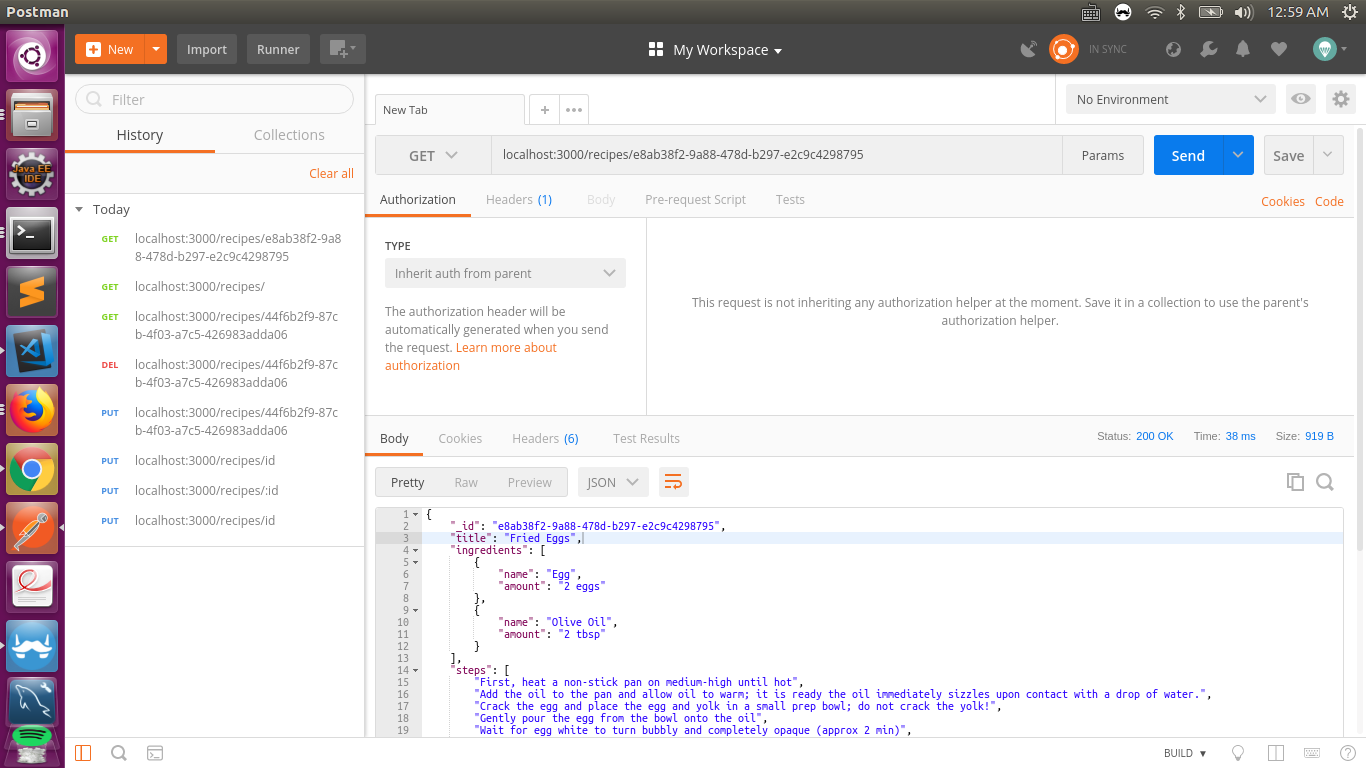 Postman
12:59 AM
New
Import
Runner
My Workspace
IN SYNC
Filter
History
Collections
Clear all
Today
GET localhost:3000/recipes/e8ab38f2-9a8
8-478d-b297-e2c9c4298795
GET localhost:3000/recipes/
GET localhost:3000/recipes/44f6b2f9-87c
b-4f03-a7c5-426983adda06
DEL localhost:3000/recipes/44f6b2f9-87c
b-4f03-a7c5-426983adda06
PUT localhost:3000/recipes/44f6b2f9-87c
b-4f03-a7c5-426983adda06
PUT localhost:3000/recipes/id
PUT localhost:3000/recipes/:id
PUT localhost:3000/recipes/id
Java EE
IDE
New Tab
No Environment
GET
localhost:3000/recipes/e8ab38f2-9a88-478d-b297-e2c9c4298795
Params
Send
Save
Authorization
Headers (1)
Body
Pre-request Script
Tests
Cookies
Code
TYPE
Inherit auth from parent
The authorization header will be
automatically generated when you send
the request. Learn more about
authorization
This request is not inheriting any authorization helper at the moment. Save it in a collection to use the parent's
authorization helper.
Body
Cookies
Headers (6)
Test Results
Status: 200 OK
Time: 38 ms
Size: 919 B
Pretty
Raw
Preview
JSON
1 {
2 "_id": "e8ab38f2-9a88-478d-b297-e2c9c4298795",
3 "title": "Fried Eggs",
4 "ingredients": [
5 {
6 "name": "Egg",
7 "amount": "2 eggs"
8 },
9 {
10 "name": "Olive Oil",
11 "amount": "2 tbsp"
12 }
13 ],
14 "steps": [
15 "First, heat a non-stick pan on medium-high until hot",
16 "Add the oil to the pan and allow oil to warm; it is ready the oil immediately sizzles upon contact with a drop of water.",
17 "Crack the egg and place the egg and yolk in a small prep bowl; do not crack the yolk!",
18 "Gently pour the egg from the bowl onto the oil",
19 "Wait for egg white to turn bubbly and completely opaque (approx 2 min)",
BUILD